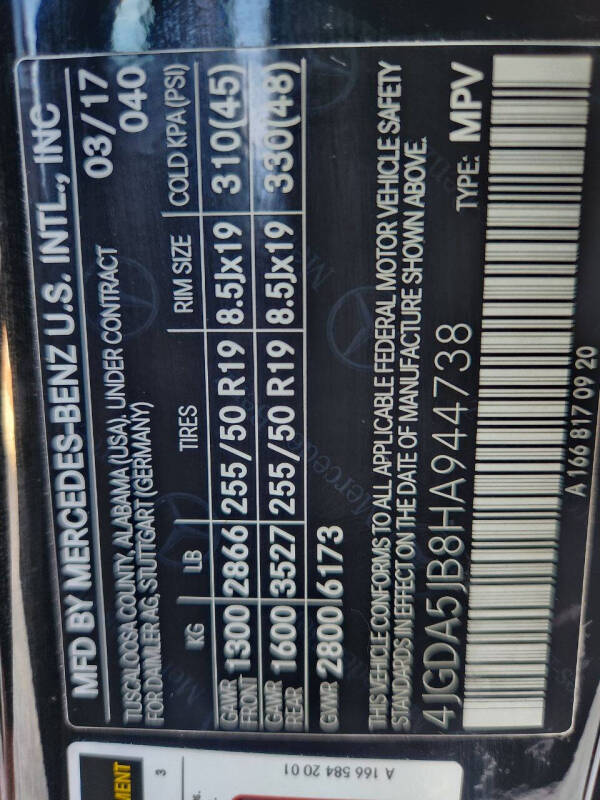 MFD BY MERCEDES-BENZ U.S. INTL., INC
TUSCALOOSA COUNTY, ALABAMA (USA). UNDER CONTRACT 03/17
FOR DAIMLER AG, STUTTGART (GERMANY) 040
KG LB TIRES RIM SIZE COLD KPA (PSI)
GAWR FRONT 1300 2866 255/50 R19 8.5Jx19 310(45)
GAWR REAR 1600 3527 255/50 R19 8.5Jx19 330(48)
GWR 2800 6173
THIS VEHICLE CONFORMS TO ALL APPLICABLE FEDERAL MOTOR VEHICLE SAFETY
STANDARDS IN EFFECT ON THE DATE OF MANUFACTURE SHOWN ABOVE.
4JGDA5JB8HA944738 TYPE: MPV
A 166 817 09 20
3
A 166 584 20 01